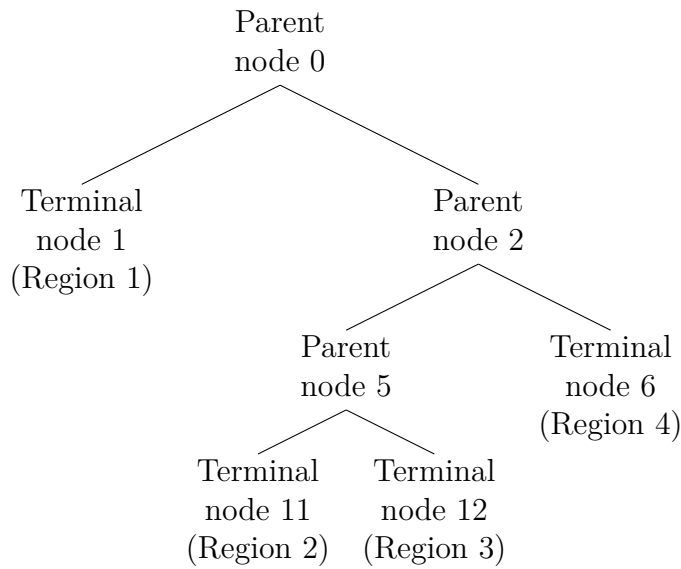 Parent
node 0
Terminal
node 1
(Region 1)
Parent
node 2
Parent
node 5
Terminal
node 6
(Region 4)
Terminal
node 11
(Region 2)
Terminal
node 12
(Region 3)